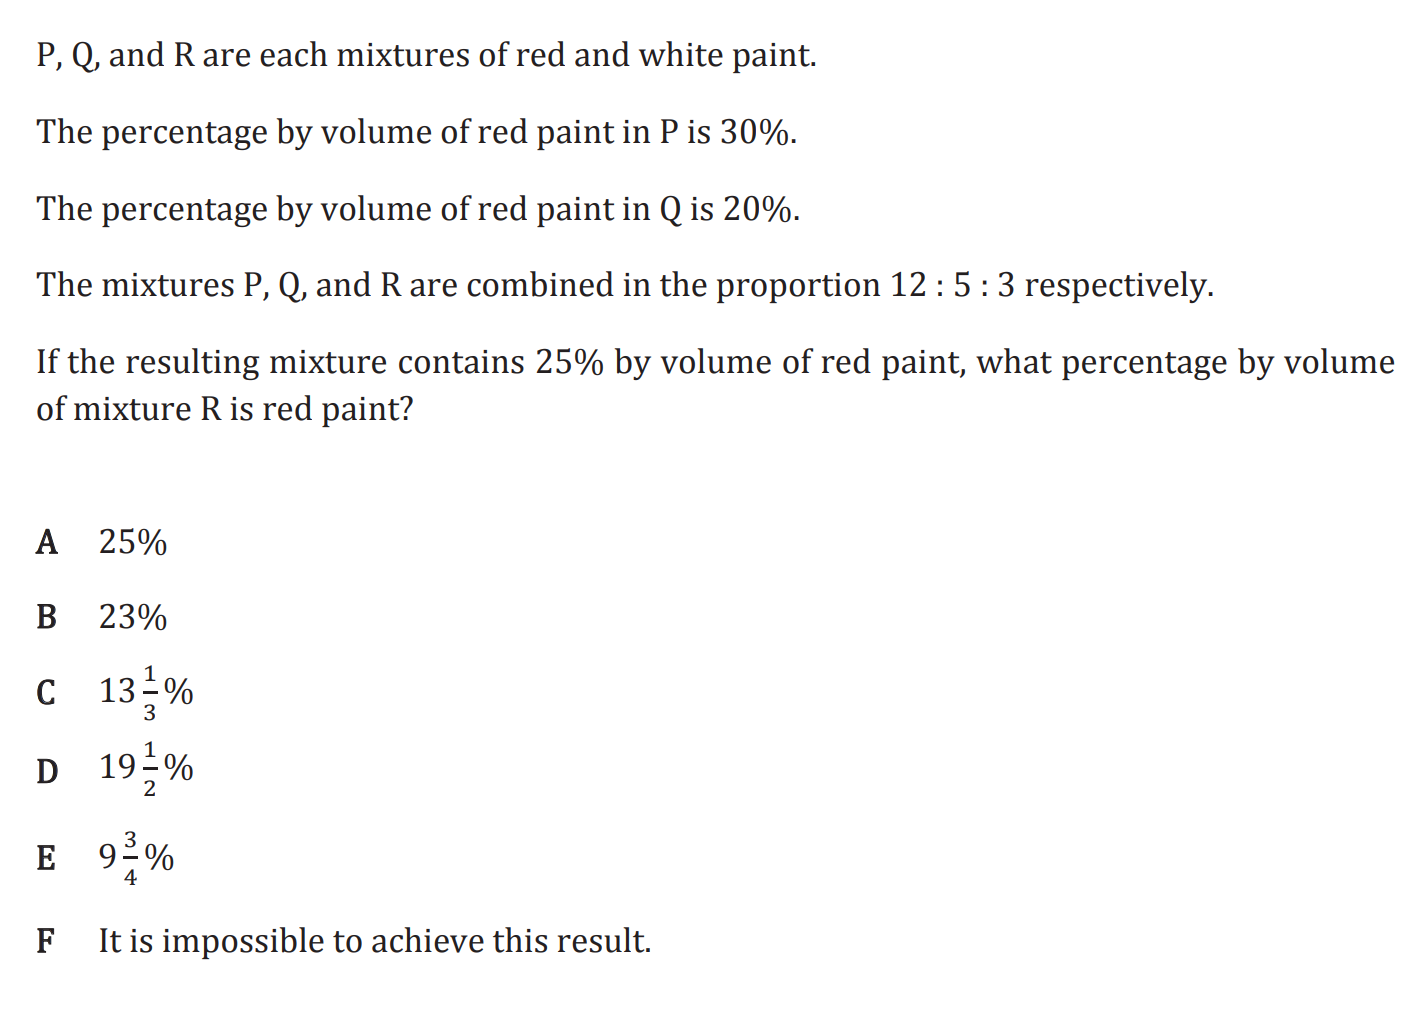 P, Q, and R are each mixtures of red and white paint.
The percentage by volume of red paint in P is 30%.
The percentage by volume of red paint in Q is 20%.
The mixtures P, Q, and R are combined in the proportion 12 : 5 : 3 respectively.
If the resulting mixture contains 25% by volume of red paint, what percentage by volume
of mixture R is red paint?
A 25%
B 23%
C 13 1/3 %
D 19 1/2 %
E 9 3/4 %
F It is impossible to achieve this result.